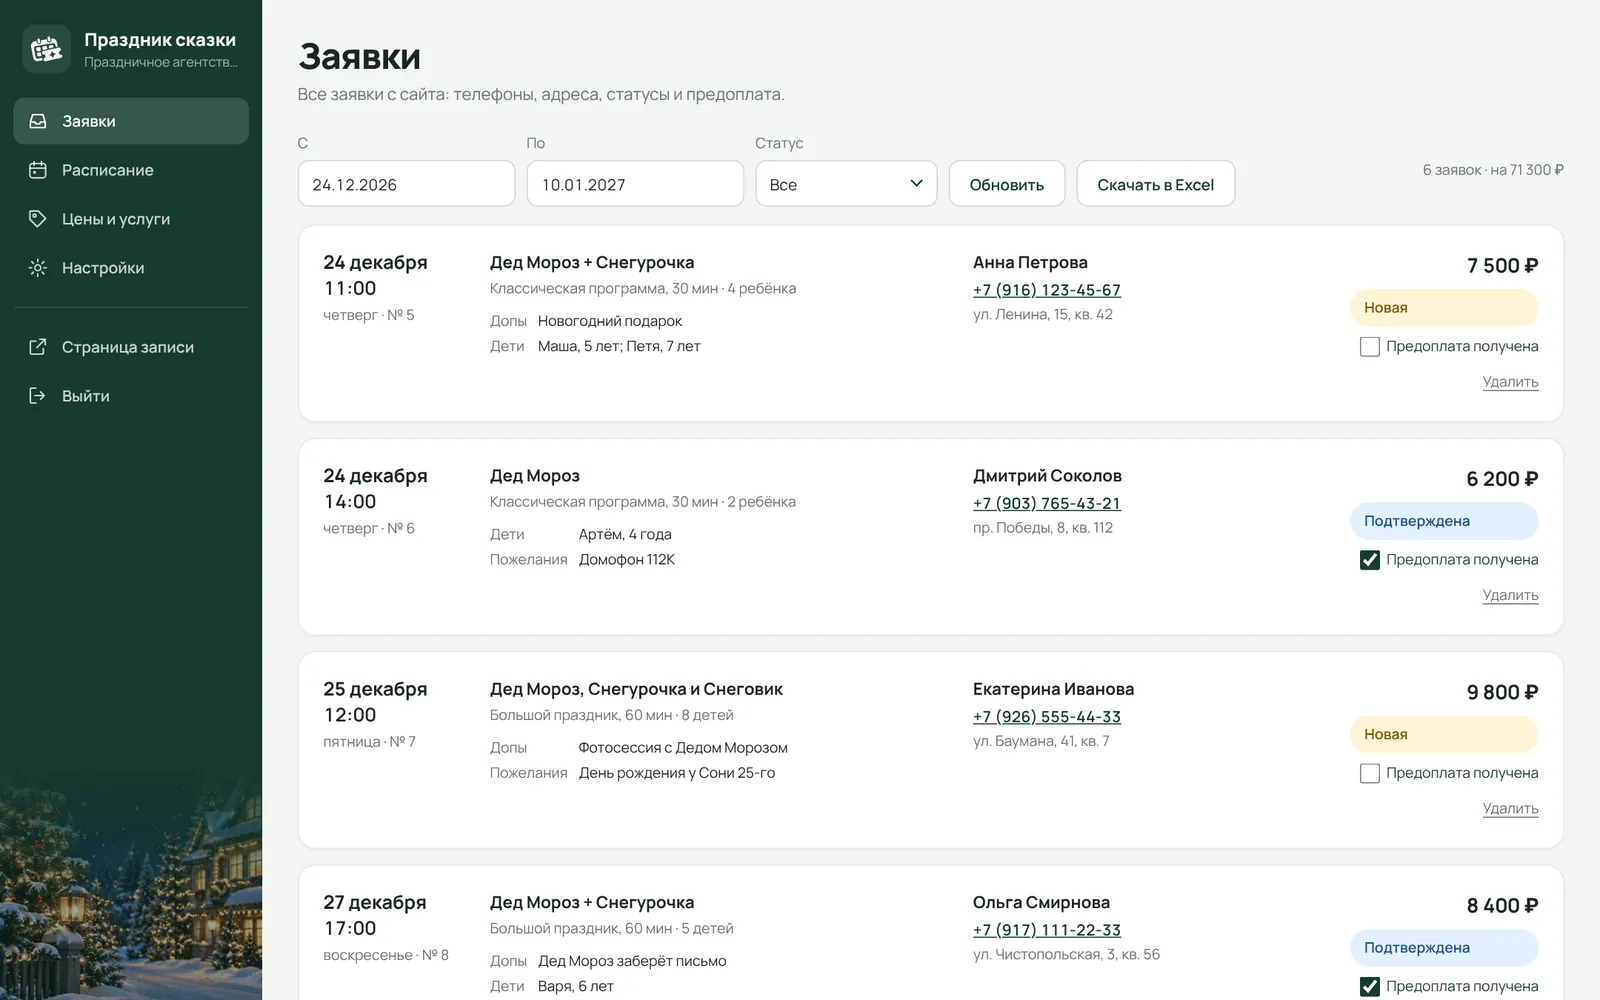 Праздник сказки
Праздничное агентств...
Заявки
Расписание
Цены и услуги
Настройки
Страница записи
Выйти
Заявки
Все заявки с сайта: телефоны, адреса, статусы и предоплата.
С
По
Статус
24.12.2026
10.01.2027
Все
Обновить
Скачать в Excel
6 заявок · на 71 300 ₽
24 декабря
11:00
четверг · № 5
Дед Мороз + Снегурочка
Классическая программа, 30 мин · 4 ребёнка
Допы Новогодний подарок
Дети Маша, 5 лет; Петя, 7 лет
Анна Петрова
+7 (916) 123-45-67
ул. Ленина, 15, кв. 42
7 500 ₽
Новая
Предоплата получена
Удалить
24 декабря
14:00
четверг · № 6
Дед Мороз
Классическая программа, 30 мин · 2 ребёнка
Дети Артём, 4 года
Пожелания Домофон 112К
Дмитрий Соколов
+7 (903) 765-43-21
пр. Победы, 8, кв. 112
6 200 ₽
Подтверждена
Предоплата получена
Удалить
25 декабря
12:00
пятница · № 7
Дед Мороз, Снегурочка и Снеговик
Большой праздник, 60 мин · 8 детей
Допы Фотосессия с Дедом Морозом
Пожелания День рождения у Сони 25-го
Екатерина Иванова
+7 (926) 555-44-33
ул. Баумана, 41, кв. 7
9 800 ₽
Новая
Предоплата получена
Удалить
27 декабря
17:00
воскресенье · № 8
Дед Мороз + Снегурочка
Большой праздник, 60 мин · 5 детей
Допы Дед Мороз заберёт письмо
Дети Варя, 6 лет
Ольга Смирнова
+7 (917) 111-22-33
ул. Чистопольская, 3, кв. 56
8 400 ₽
Подтверждена
Предоплата получена